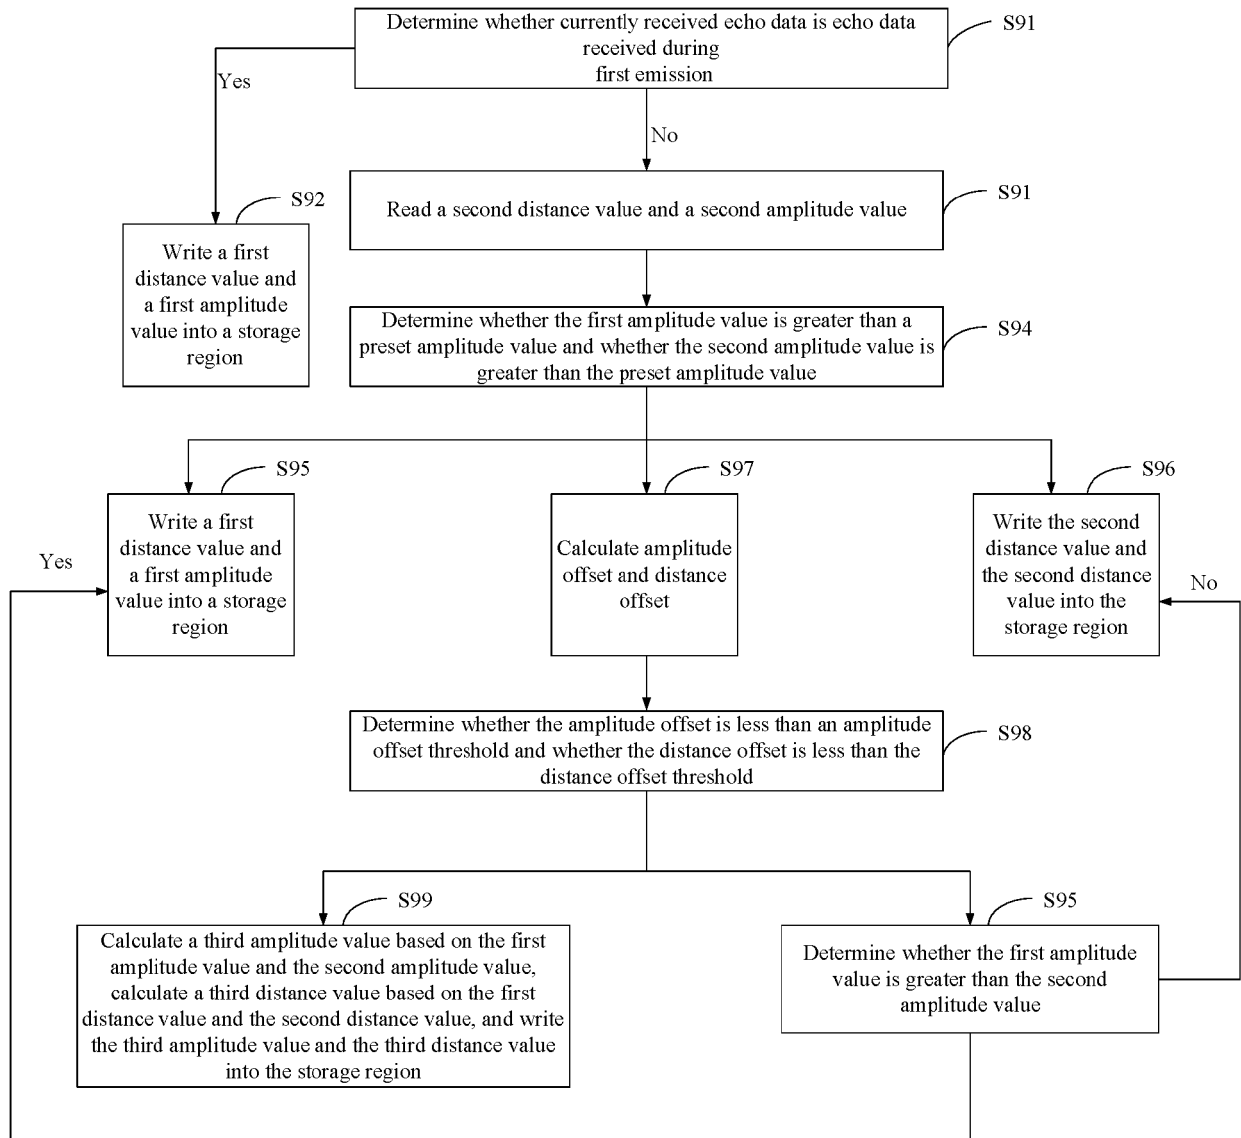 Determine whether currently received echo data is echo data
received during
first emission
S91
Yes
No
S92
Read a second distance value and a second amplitude value
S91
Write a first
distance value and
a first amplitude
value into a storage
region
Determine whether the first amplitude value is greater than a
preset amplitude value and whether the second amplitude value is
greater than the preset amplitude value
S94
S95
S97
S96
Write a first
distance value and
a first amplitude
value into a storage
region
Calculate amplitude
offset and distance
offset
Write the second
distance value and
the second distance
value into the
storage region
Yes
No
Determine whether the amplitude offset is less than an amplitude
offset threshold and whether the distance offset is less than the
distance offset threshold
S98
S99
S95
Calculate a third amplitude value based on the first
amplitude value and the second amplitude value,
calculate a third distance value based on the first
distance value and the second distance value, and write
the third amplitude value and the third distance value
into the storage region
Determine whether the first amplitude
value is greater than the second
amplitude value